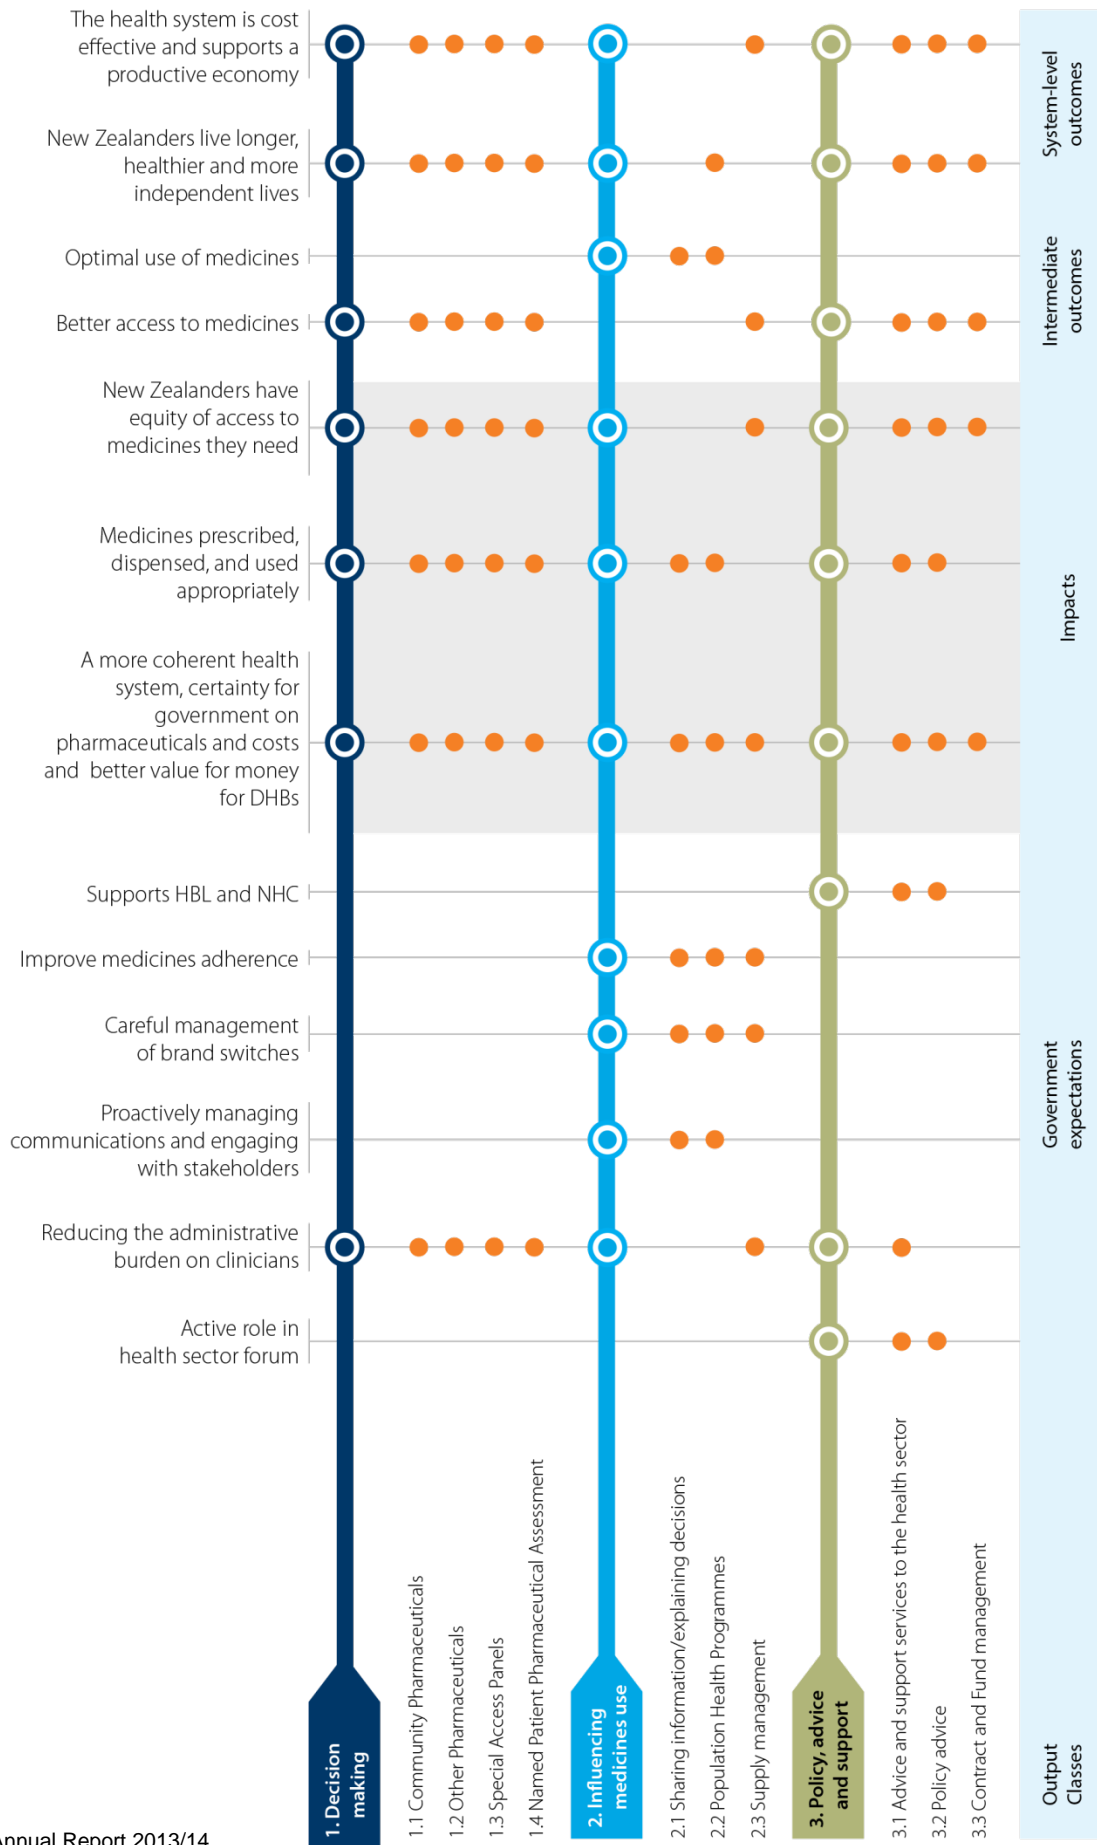 The health system is cost
effective and supports a
productive economy
New Zealanders live longer,
healthier and more
independent lives
Optimal use of medicines
Better access to medicines
New Zealanders have
equity of access to
medicines they need
Medicines prescribed,
dispensed, and used
appropriately
A more coherent health
system, certainty for
government on
pharmaceuticals and costs
and better value for money
for DHBs
Supports HBL and NHC
Improve medicines adherence
Careful management
of brand switches
Proactively managing
communications and engaging
with stakeholders
Reducing the administrative
burden on clinicians
Active role in
health sector forum
1. Decision
making
1.1 Community Pharmaceuticals
1.2 Other Pharmaceuticals
1.3 Special Access Panels
1.4 Named Patient Pharmaceutical Assessment
2. Influencing
medicines use
2.1 Sharing information/explaining decisions
2.2 Population Health Programmes
2.3 Supply management
3. Policy, advice
and support
3.1 Advice and support services to the health sector
3.2 Policy advice
3.3 Contract and Fund management
System-level
outcomes
Intermediate
outcomes
Impacts
Government
expectations
Output
Classes
Annual Report 2013/14